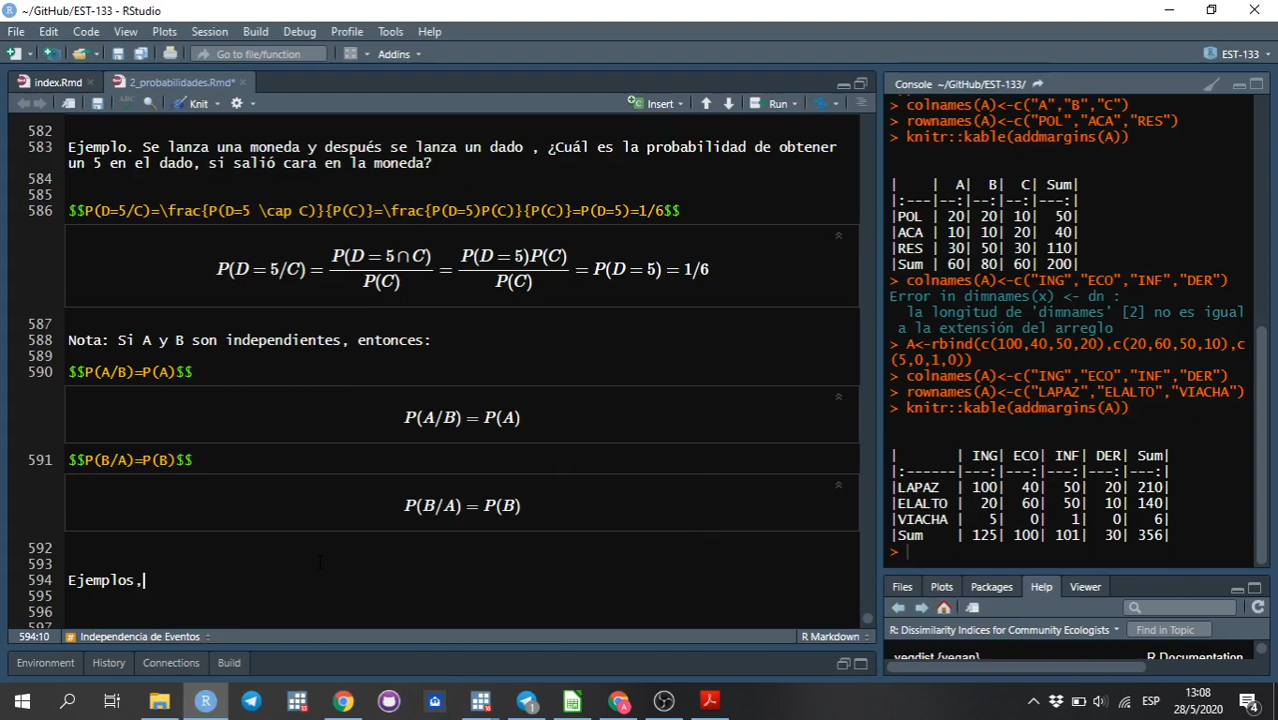 ~/GitHub/EST-133 - RStudio
File Edit Code View Plots Session Build Debug Profile Tools Help
Go to file/function
Addins
EST-133
index.Rmd
2_probabilidades.Rmd*
Knit
Insert
Run
582
583 Ejemplo. Se lanza una moneda y después se lanza un dado , ¿Cuál es la probabilidad de obtener
un 5 en el dado, si salió cara en la moneda?
584
585
586 $$P(D=5/C)=\frac{P(D=5 \cap C)}{P(C)}=\frac{P(D=5)P(C)}{P(C)}=P(D=5)=1/6$$
P(D = 5/C) = P(D = 5 ∩ C) / P(C) = P(D = 5)P(C) / P(C) = P(D = 5) = 1/6
587
588 Nota: Si A y B son independientes, entonces:
589
590 $$P(A/B)=P(A)$$
P(A/B) = P(A)
591 $$P(B/A)=P(B)$$
P(B/A) = P(B)
592
593
594 Ejemplos,
595
596
597
594:10 Independencia de Eventos R Markdown
Console ~/GitHub/EST-133/
> colnames(A)<-c("A","B","C")
> rownames(A)<-c("POL","ACA","RES")
> knitr::kable(addmargins(A))
| | A| B| C| Sum|
|:---|--:|--:|--:|---:|
|POL | 20| 20| 10| 50|
|ACA | 10| 10| 20| 40|
|RES | 30| 50| 30| 110|
|Sum | 60| 80| 60| 200|
> colnames(A)<-c("ING","ECO","INF","DER")
Error in dimnames(x) <- dn :
la longitud de 'dimnames' [2] no es igual
a la extensión del arreglo
> A<-rbind(c(100,40,50,20),c(20,60,50,10),c
(5,0,1,0))
> colnames(A)<-c("ING","ECO","INF","DER")
> rownames(A)<-c("LAPAZ","ELALTO","VIACHA")
> knitr::kable(addmargins(A))
| | ING| ECO| INF| DER| Sum|
|:------|---:|---:|---:|---:|---:|
|LAPAZ | 100| 40| 50| 20| 210|
|ELALTO | 20| 60| 50| 10| 140|
|VIACHA | 5| 0| 1| 0| 6|
|Sum | 125| 100| 101| 30| 356|
>
Files Plots Packages Help Viewer
R: Dissimilarity Indices for Community Ecologists
Find in Topic
vegdist {vegan} R Documentation
Environment History Connections Build
ESP
13:08
28/5/2020
4